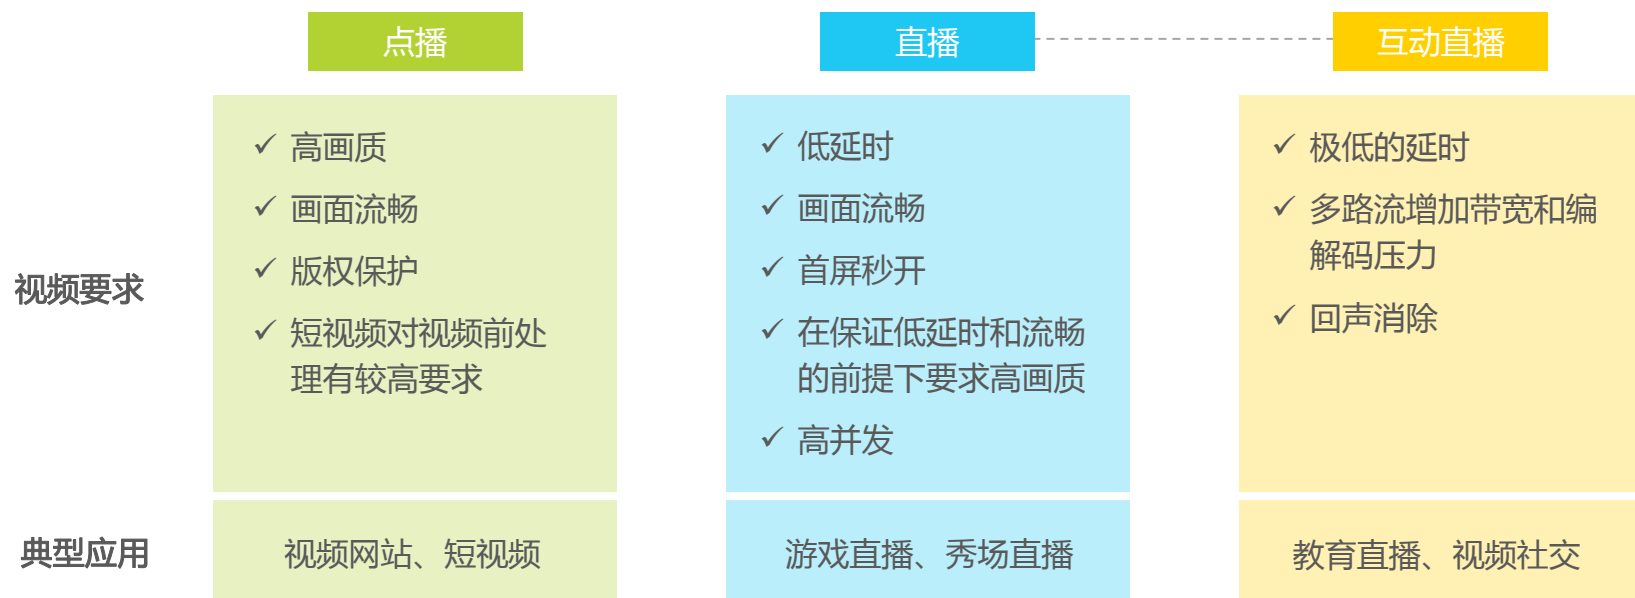 点播
直播
互动直播
视频要求
高画质
画面流畅
版权保护
短视频对视频前处
理有较高要求
低延时
画面流畅
首屏秒开
在保证低延时和流畅
的前提下要求高画质
高并发
极低的延时
多路流增加带宽和编
解码压力
回声消除
典型应用
视频网站、短视频
游戏直播、秀场直播
教育直播、视频社交